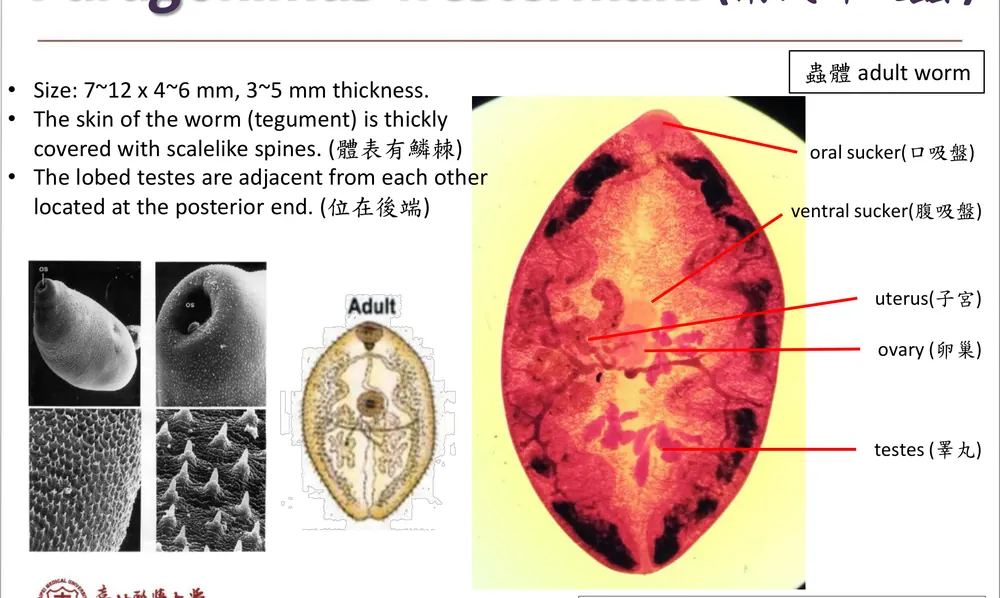 Paragonimus westermani
蟲體 adult worm
• Size: 7~12 x 4~6 mm, 3~5 mm thickness.
• The skin of the worm (tegument) is thickly
covered with scalelike spines. (體表有鱗棘)
• The lobed testes are adjacent from each other
located at the posterior end. (位在後端)
oral sucker(口吸盤)
ventral sucker(腹吸盤)
uterus(子宮)
ovary (卵巢)
testes (睪丸)
os
os
Adult